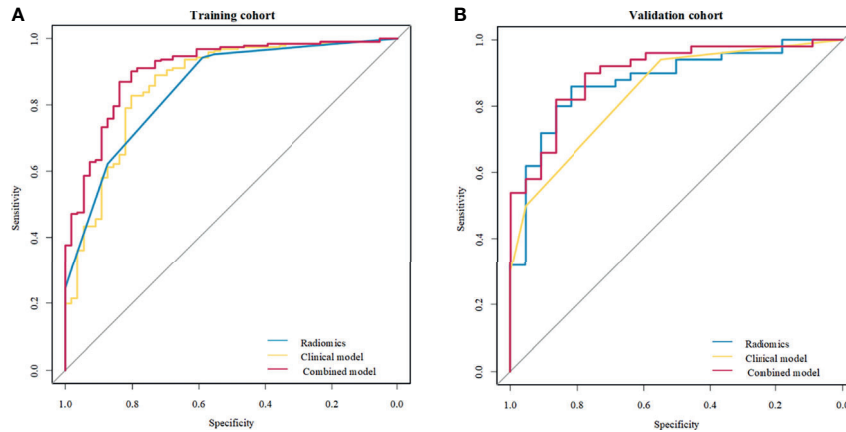 A
Training cohort
Sensitivity
1.0
0.8
0.6
0.4
0.2
0.0
1.0 0.8 0.6 0.4 0.2 0.0
Specificity
Radiomics
Clinical model
Combined model
B
Validation cohort
Sensitivity
1.0
0.8
0.6
0.4
0.2
0.0
1.0 0.8 0.6 0.4 0.2 0.0
Specificity
Radiomics
Clinical model
Combined model